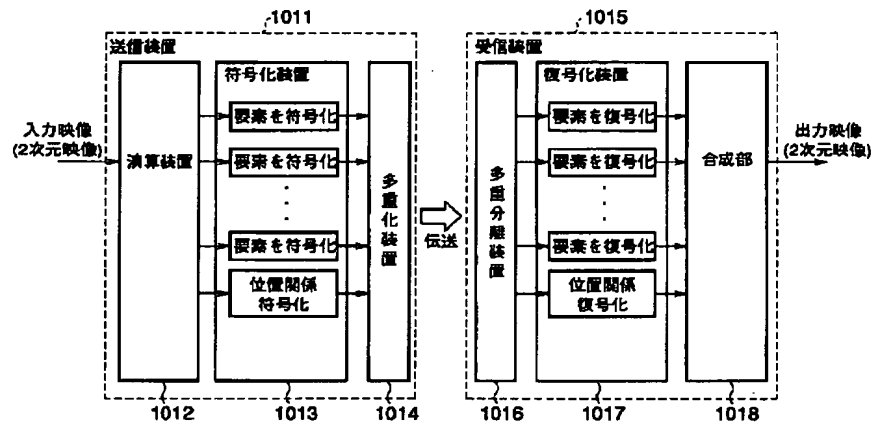 1011
1015
送信装置
受信装置
符号化装置
復号化装置
入力映像
(2次元映像)
演算装置
要素を符号化
要素を符号化
要素を符号化
位置関係
符号化
多重化装置
伝送
多重分離装置
要素を復号化
要素を復号化
要素を復号化
位置関係
復号化
合成部
出力映像
(2次元映像)
1012
1013
1014
1016
1017
1018